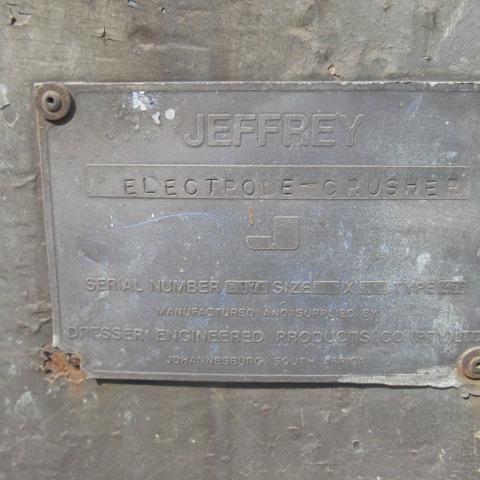 JEFFREY
ELECTRODE-CRUSHER
SERIAL NUMBER SIZE X TYPE
MANUFACTURED AND SUPPLIED BY
DRESSER ENGINEERED PRODUCTS CO(PTY)LTD
JOHANNESBURG SOUTH AFRICA